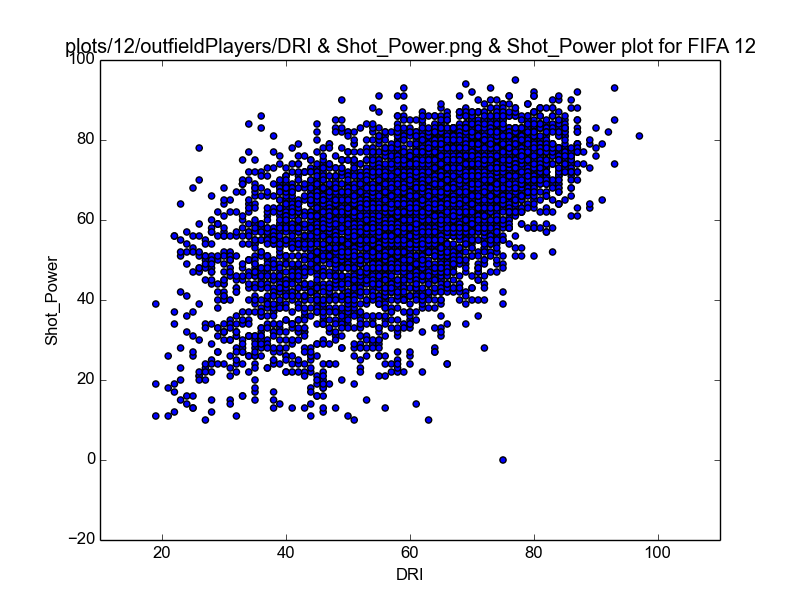 plots/12/outfieldPlayers/DRI & Shot_Power.png & Shot_Power plot for FIFA 12
100
80
60
40
20
0
−20
Shot_Power
20 40 60 80 100
DRI